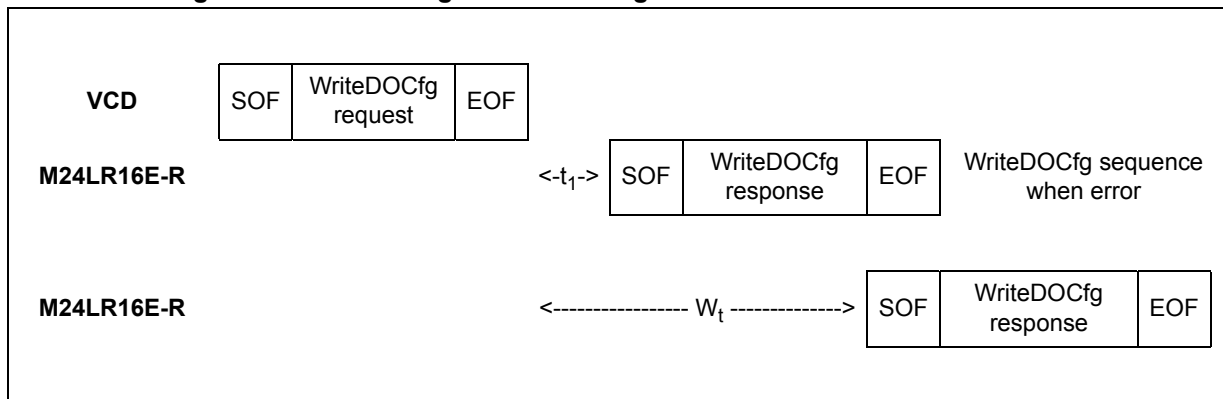 VCD SOF WriteDOCfg request EOF
M24LR16E-R <-t1-> SOF WriteDOCfg response EOF WriteDOCfg sequence when error
M24LR16E-R <----------------- Wt --------------> SOF WriteDOCfg response EOF